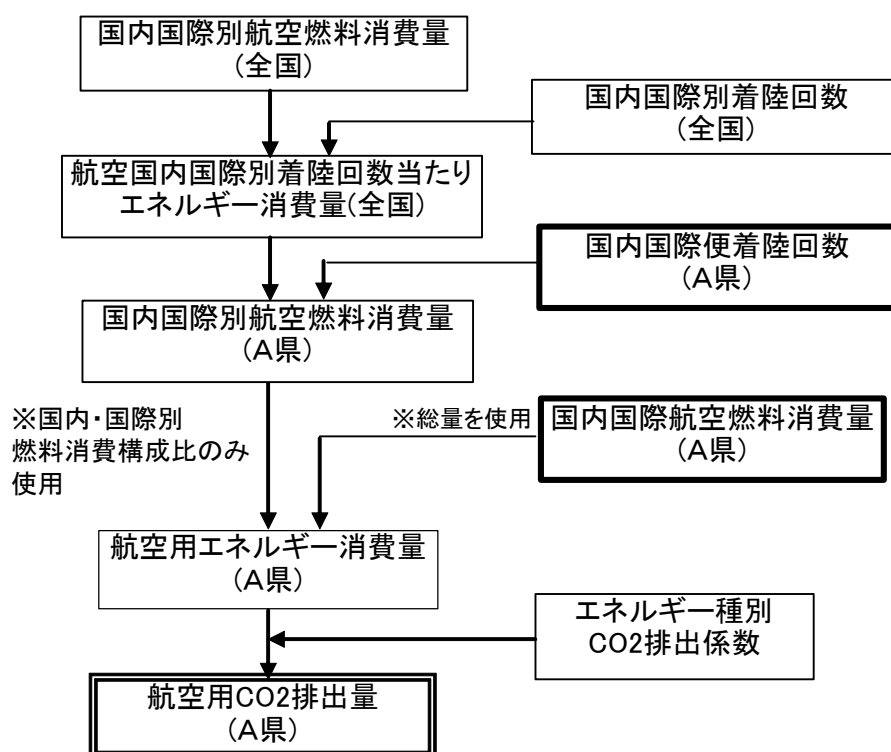 国内国際別航空燃料消費量
(全国)
国内国際別着陸回数
(全国)
航空国内国際別着陸回数当たり
エネルギー消費量(全国)
国内国際便着陸回数
(A県)
国内国際別航空燃料消費量
(A県)
※国内・国際別
燃料消費構成比のみ
使用
※総量を使用
国内国際航空燃料消費量
(A県)
航空用エネルギー消費量
(A県)
エネルギー種別
CO2排出係数
航空用CO2排出量
(A県)